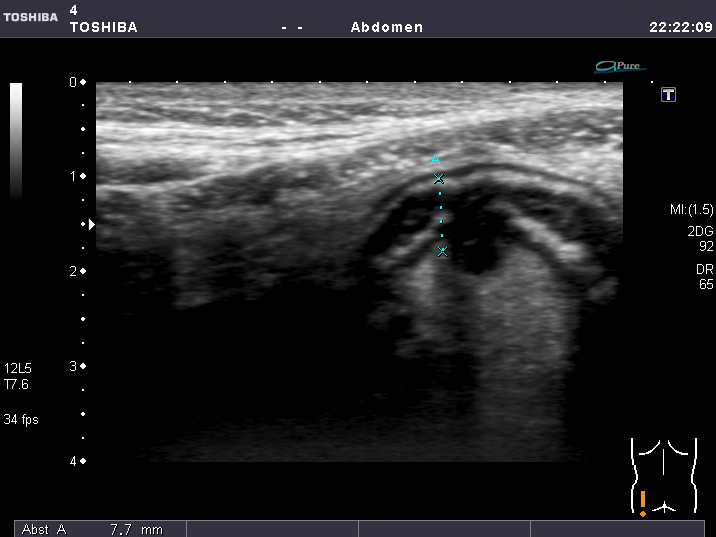 TOSHIBA
4
TOSHIBA - - Abdomen 22:22:09
Pure
T
0
1
2
3
4
MI:(1.5)
2DG
92
DR
65
12L5
T7.6
34 fps
Abst A 7.7 mm